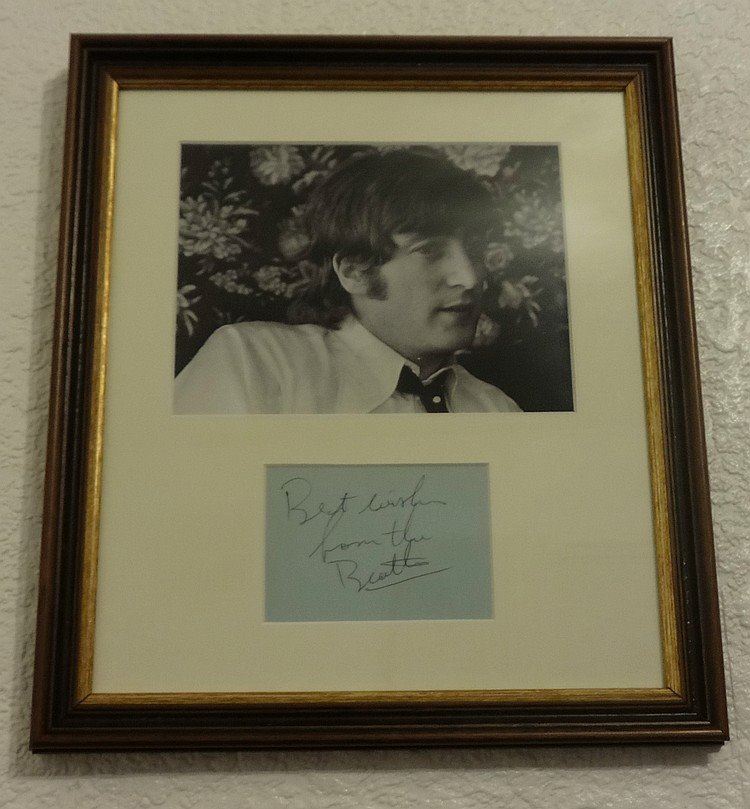 Best wishes
from the
Beatles